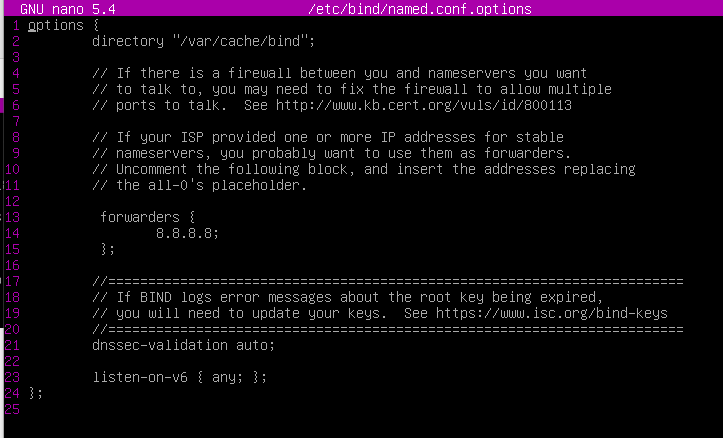 GNU nano 5.4 /etc/bind/named.conf.options
1 options {
2 directory "/var/cache/bind";
3
4 // If there is a firewall between you and nameservers you want
5 // to talk to, you may need to fix the firewall to allow multiple
6 // ports to talk.  See http://www.kb.cert.org/vuls/id/800113
7
8 // If your ISP provided one or more IP addresses for stable
9 // nameservers, you probably want to use them as forwarders.
10 // Uncomment the following block, and insert the addresses replacing
11 // the all-0's placeholder.
12
13 forwarders {
14 8.8.8.8;
15 };
16
17 //========================================================================
18 // If BIND logs error messages about the root key being expired,
19 // you will need to update your keys.  See https://www.isc.org/bind-keys
20 //========================================================================
21 dnssec-validation auto;
22
23 listen-on-v6 { any; };
24 };
25